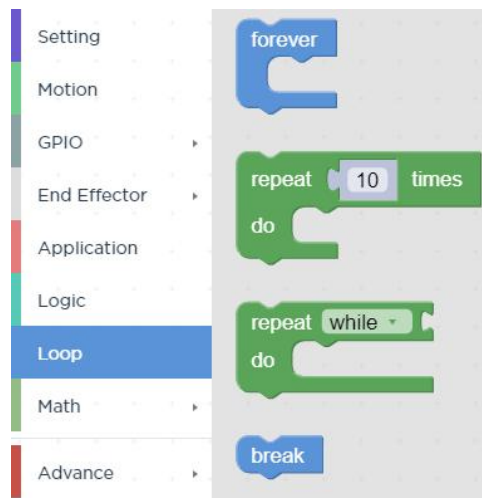 Setting
Motion
GPIO
End Effector
Application
Logic
Loop
Math
Advance
forever
repeat 10 times
do
repeat while
do
break